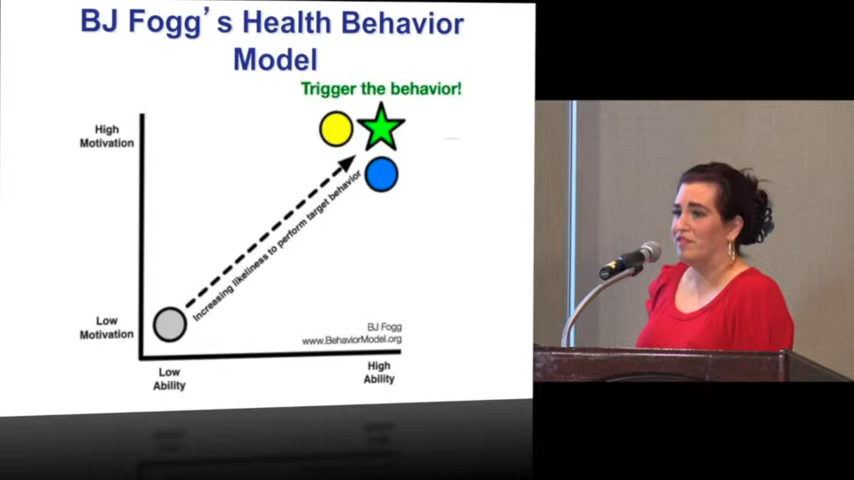 BJ Fogg's Health Behavior
Model
Trigger the behavior!
High
Motivation
Increasing likeliness to perform target behavior
Low
Motivation
BJ Fogg
www.BehaviorModel.org
Low
Ability
High
Ability